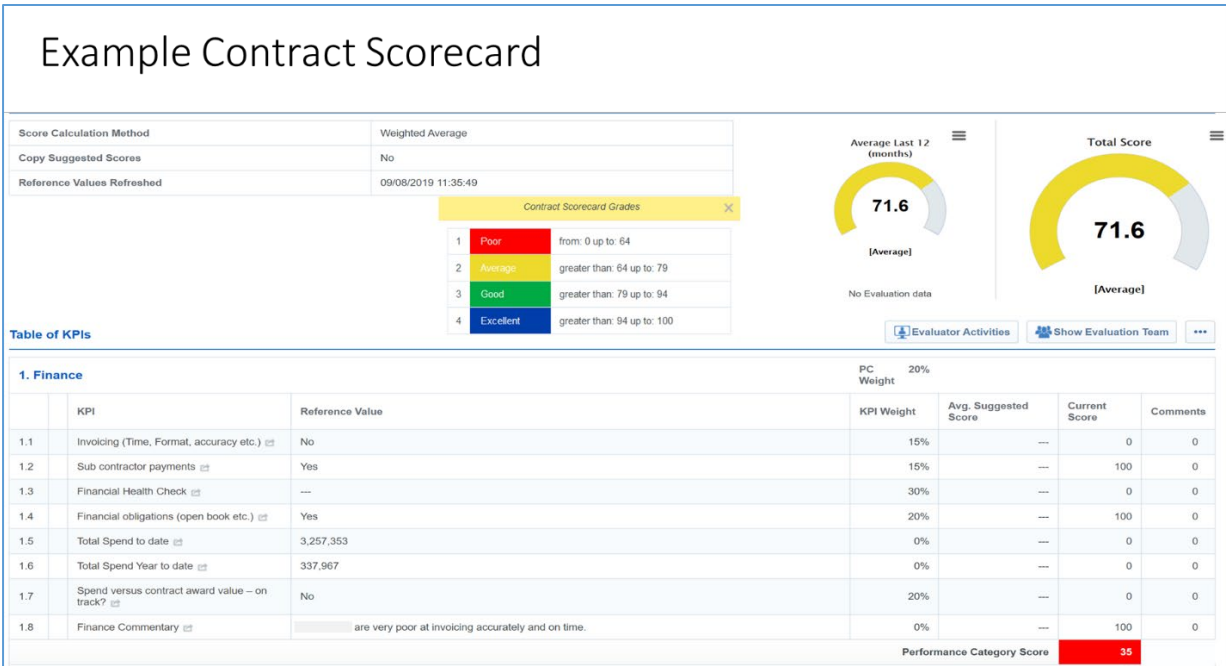 Example Contract Scorecard
Score Calculation Method Weighted Average
Copy Suggested Scores No
Reference Values Refreshed 09/08/2019 11:35:49
Contract Scorecard Grades
1 Poor from: 0 up to: 64
2 Average greater than: 64 up to: 79
3 Good greater than: 79 up to: 94
4 Excellent greater than: 94 up to: 100
Average Last 12
(months)
71.6
[Average]
No Evaluation data
Total Score
71.6
[Average]
Table of KPIs
Evaluator Activities Show Evaluation Team
1. Finance PC 20%
Weight
KPI Reference Value KPI Weight Avg. Suggested Current Comments
Score Score
1.1 Invoicing (Time, Format, accuracy etc.) No 15% --- 0 0
1.2 Sub contractor payments Yes 15% --- 100 0
1.3 Financial Health Check --- 30% --- 0 0
1.4 Financial obligations (open book etc.) Yes 20% --- 100 0
1.5 Total Spend to date 3,257,353 0% --- 0 0
1.6 Total Spend Year to date 337,967 0% --- 0 0
1.7 Spend versus contract award value – on No 20% --- 0 0
track?
1.8 Finance Commentary are very poor at invoicing accurately and on time. 0% --- 100 0
Performance Category Score 35